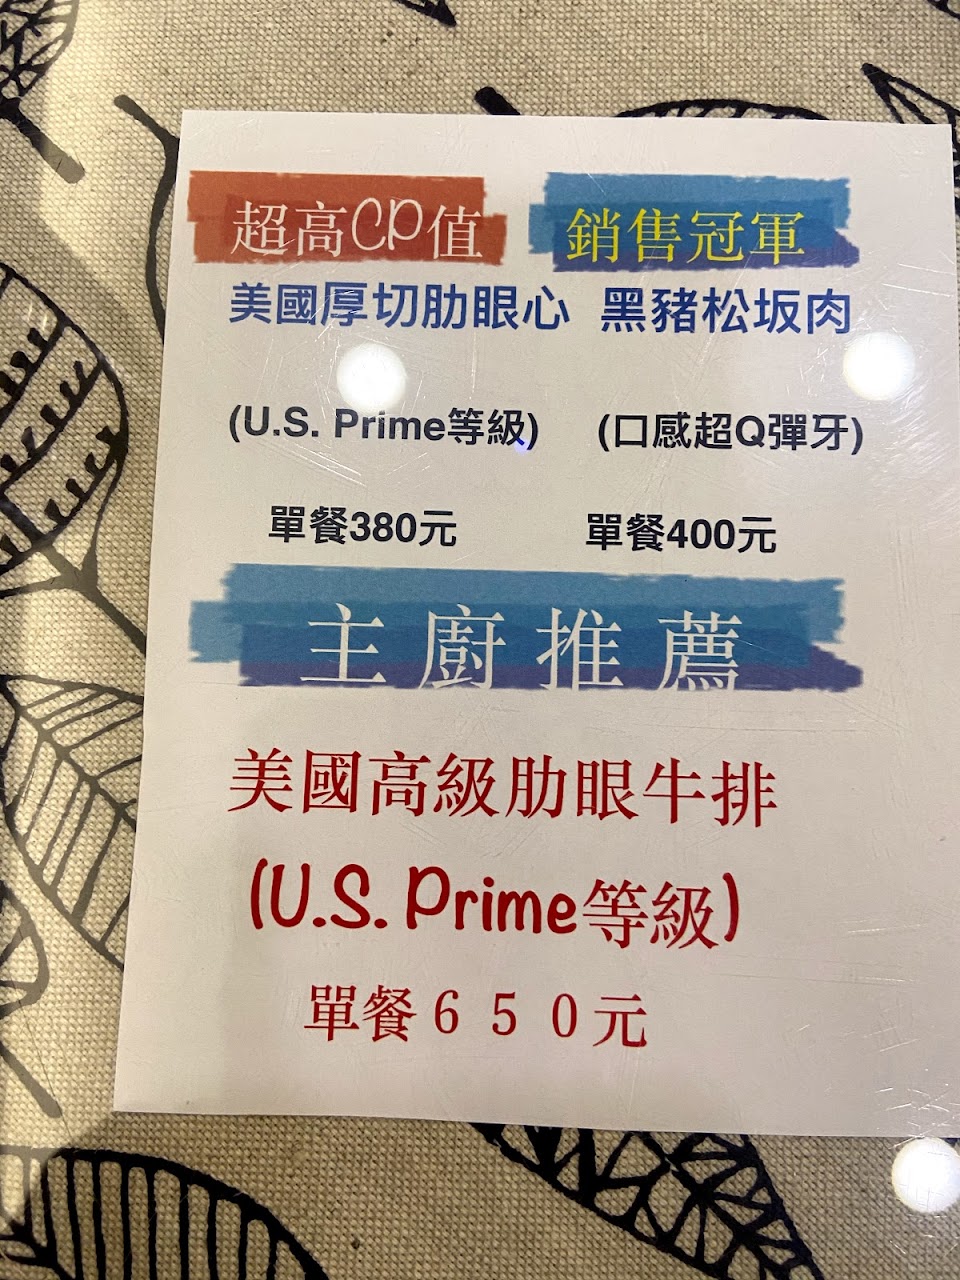 超高CP值 銷售冠軍
美國厚切肋眼心 黑豬松坂肉
(U.S. Prime等級) (口感超Q彈牙)
單餐380元 單餐400元
主廚推薦
美國高級肋眼牛排
(U.S. Prime等級)
單餐６５０元